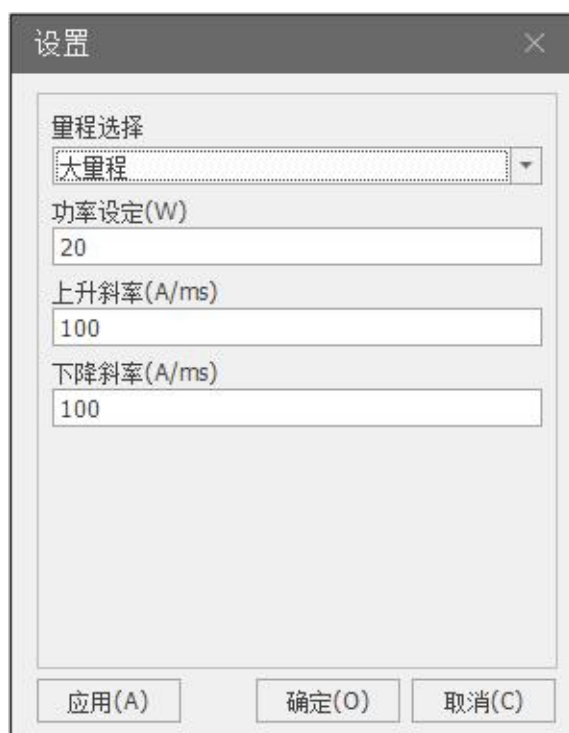 设置
量程选择
大量程
功率设定(W)
20
上升斜率(A/ms)
100
下降斜率(A/ms)
100
应用(A) 确定(O) 取消(C)